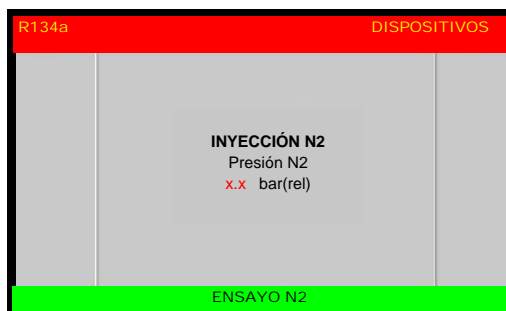 R134a DISPOSITIVOS
INYECCIÓN N2
Presión N2
x.x bar(rel)
ENSAYO N2